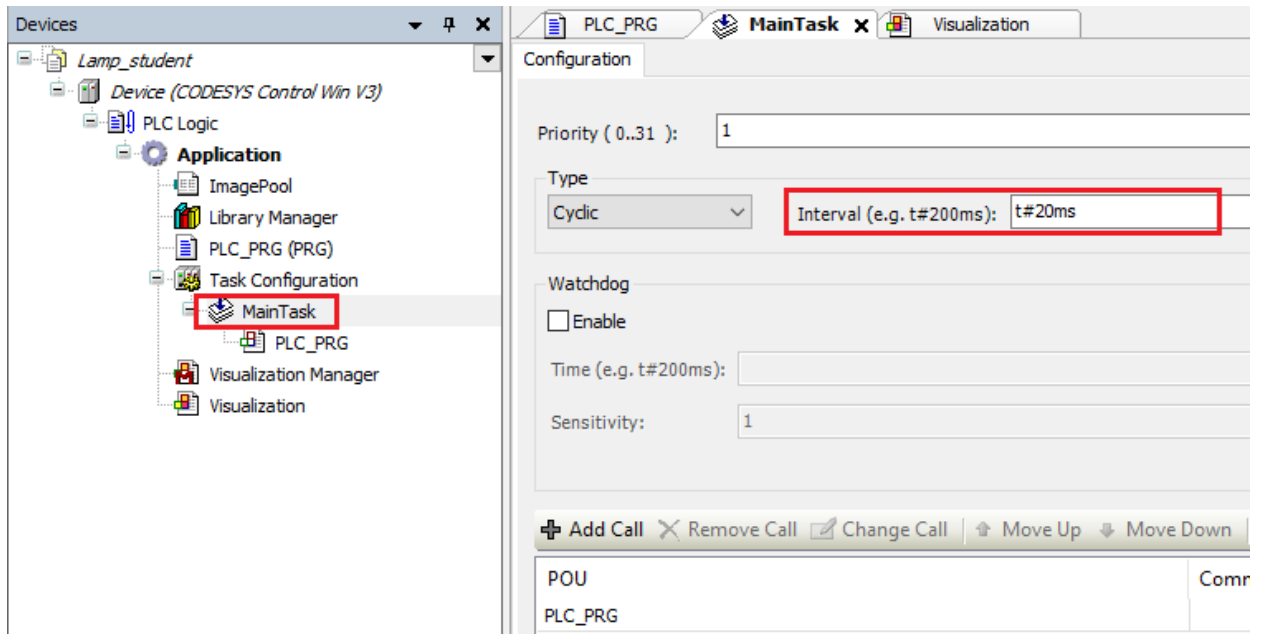 Devices
Lamp_student
Device (CODESYS Control Win V3)
PLC Logic
Application
ImagePool
Library Manager
PLC_PRG (PRG)
Task Configuration
MainTask
PLC_PRG
Visualization Manager
Visualization
PLC_PRG MainTask Visualization
Configuration
Priority ( 0..31 ): 1
Type
Cyclic Interval (e.g. t#200ms): t#20ms
Watchdog
Enable
Time (e.g. t#200ms):
Sensitivity: 1
Add Call Remove Call Change Call Move Up Move Down
POU Comm
PLC_PRG